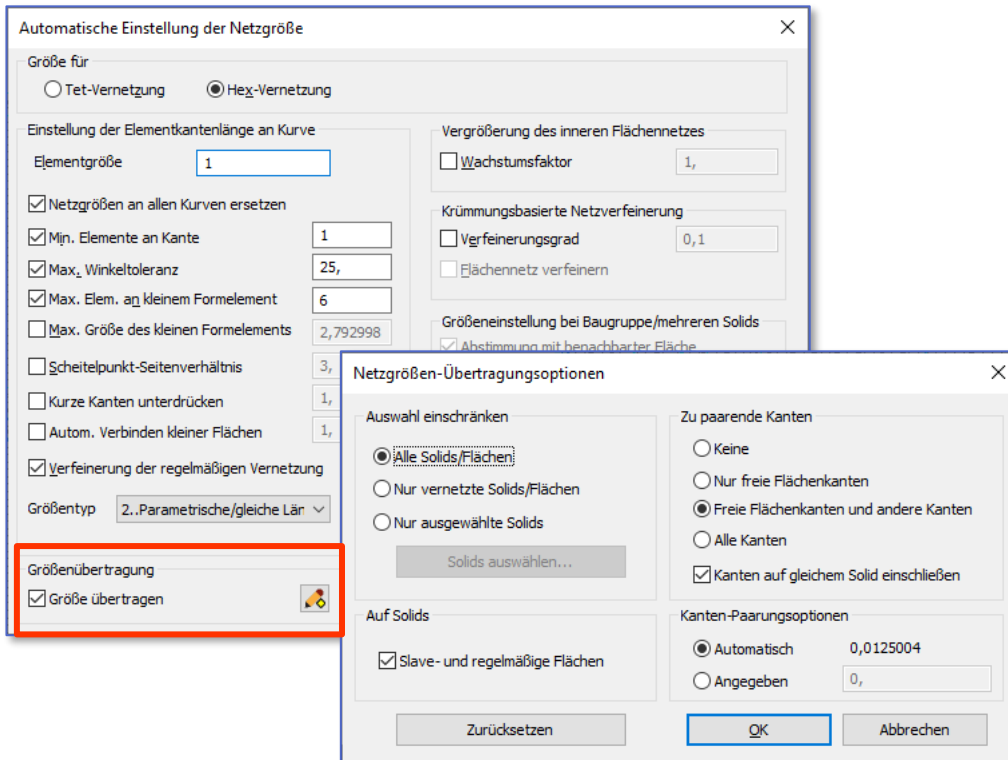 Automatische Einstellung der Netzgröße
Größe für
Tet-Vernetzung
Hex-Vernetzung
Einstellung der Elementkantenlänge an Kurve
Elementgröße 1
Netzgrößen an allen Kurven ersetzen
Min. Elemente an Kante 1
Max. Winkeltoleranz 25,
Max. Elem. an kleinem Formelement 6
Max. Größe des kleinen Formelements 2,792998
Scheitelpunkt-Seitenverhältnis 3,
Kurze Kanten unterdrücken 1,
Autom. Verbinden kleiner Flächen 1,
Verfeinerung der regelmäßigen Vernetzung
Größentyp 2..Parametrische/gleiche Län
Größenübertragung
Größe übertragen
Vergrößerung des inneren Flächennetzes
Wachstumsfaktor 1,
Krümmungsbasierte Netzverfeinerung
Verfeinerungsgrad 0,1
Flächennetz verfeinern
Größeneinstellung bei Baugruppe/mehreren Solids
Abstimmung mit benachbarter Fläche
Netzgrößen-Übertragungsoptionen
Auswahl einschränken
Alle Solids/Flächen
Nur vernetzte Solids/Flächen
Nur ausgewählte Solids
Solids auswählen...
Auf Solids
Slave- und regelmäßige Flächen
Zurücksetzen
Zu paarende Kanten
Keine
Nur freie Flächenkanten
Freie Flächenkanten und andere Kanten
Alle Kanten
Kanten auf gleichem Solid einschließen
Kanten-Paarungsoptionen
Automatisch 0,0125004
Angegeben 0,
OK
Abbrechen